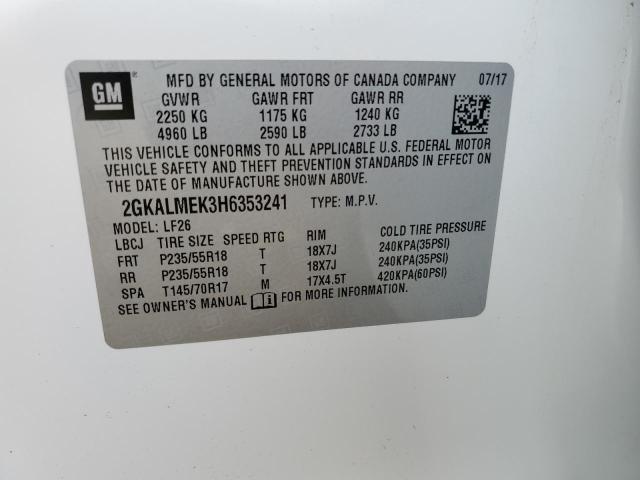 GM ® MFD BY GENERAL MOTORS OF CANADA COMPANY 07/17
GVWR GAWR FRT GAWR RR
2250 KG 1175 KG 1240 KG
4960 LB 2590 LB 2733 LB
THIS VEHICLE CONFORMS TO ALL APPLICABLE U.S. FEDERAL MOTOR
VEHICLE SAFETY AND THEFT PREVENTION STANDARDS IN EFFECT ON
THE DATE OF MANUFACTURE SHOWN ABOVE.
2GKALMEK3H6353241 TYPE: M.P.V.
MODEL: LF26
LBCJ TIRE SIZE SPEED RTG RIM COLD TIRE PRESSURE
FRT P235/55R18 T 18X7J 240KPA(35PSI)
RR P235/55R18 T 18X7J 240KPA(35PSI)
SPA T145/70R17 M 17X4.5T 420KPA(60PSI)
SEE OWNER'S MANUAL FOR MORE INFORMATION.